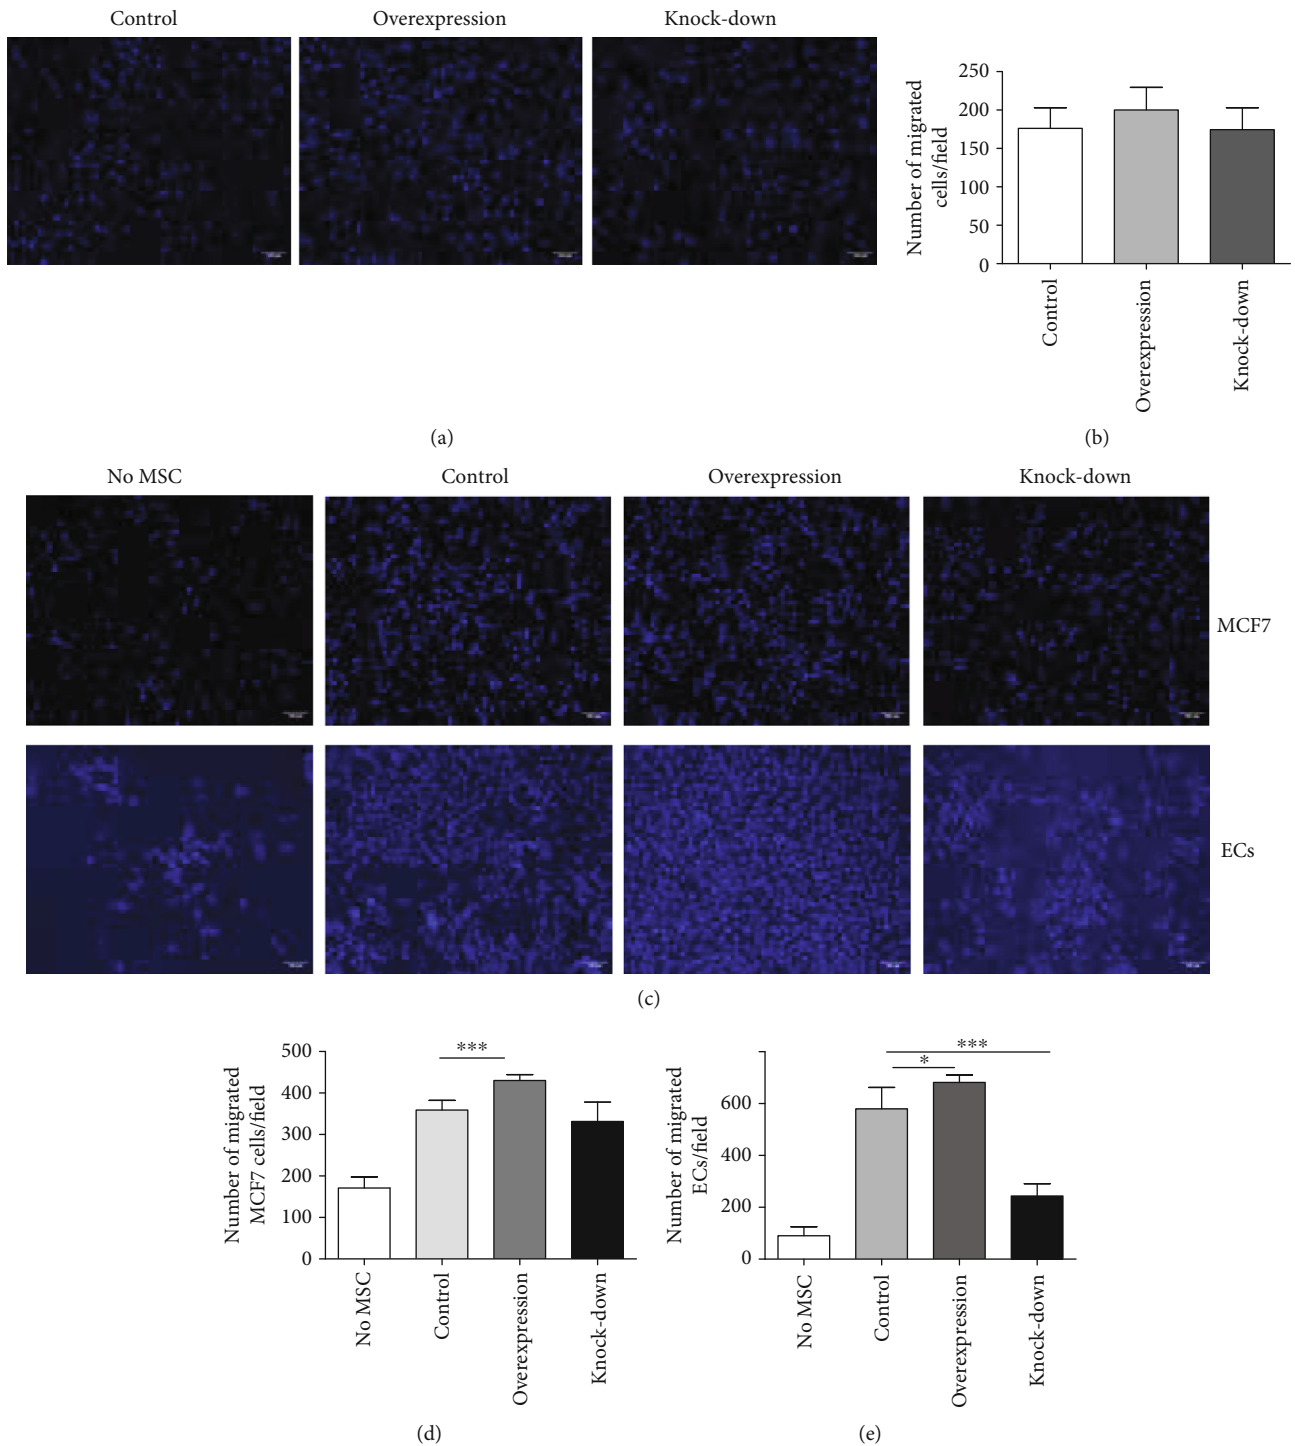 Control
Overexpression
Knock-down
Number of migrated
cells/field
250
200
150
100
50
0
Control
Overexpression
Knock-down
(a)
(b)
No MSC
Control
Overexpression
Knock-down
MCF7
ECs
(c)
Number of migrated
MCF7 cells/field
500
400
300
200
100
0
***
No MSC
Control
Overexpression
Knock-down
(d)
Number of migrated
ECs/field
600
400
200
0
***
*
No MSC
Control
Overexpression
Knock-down
(e)